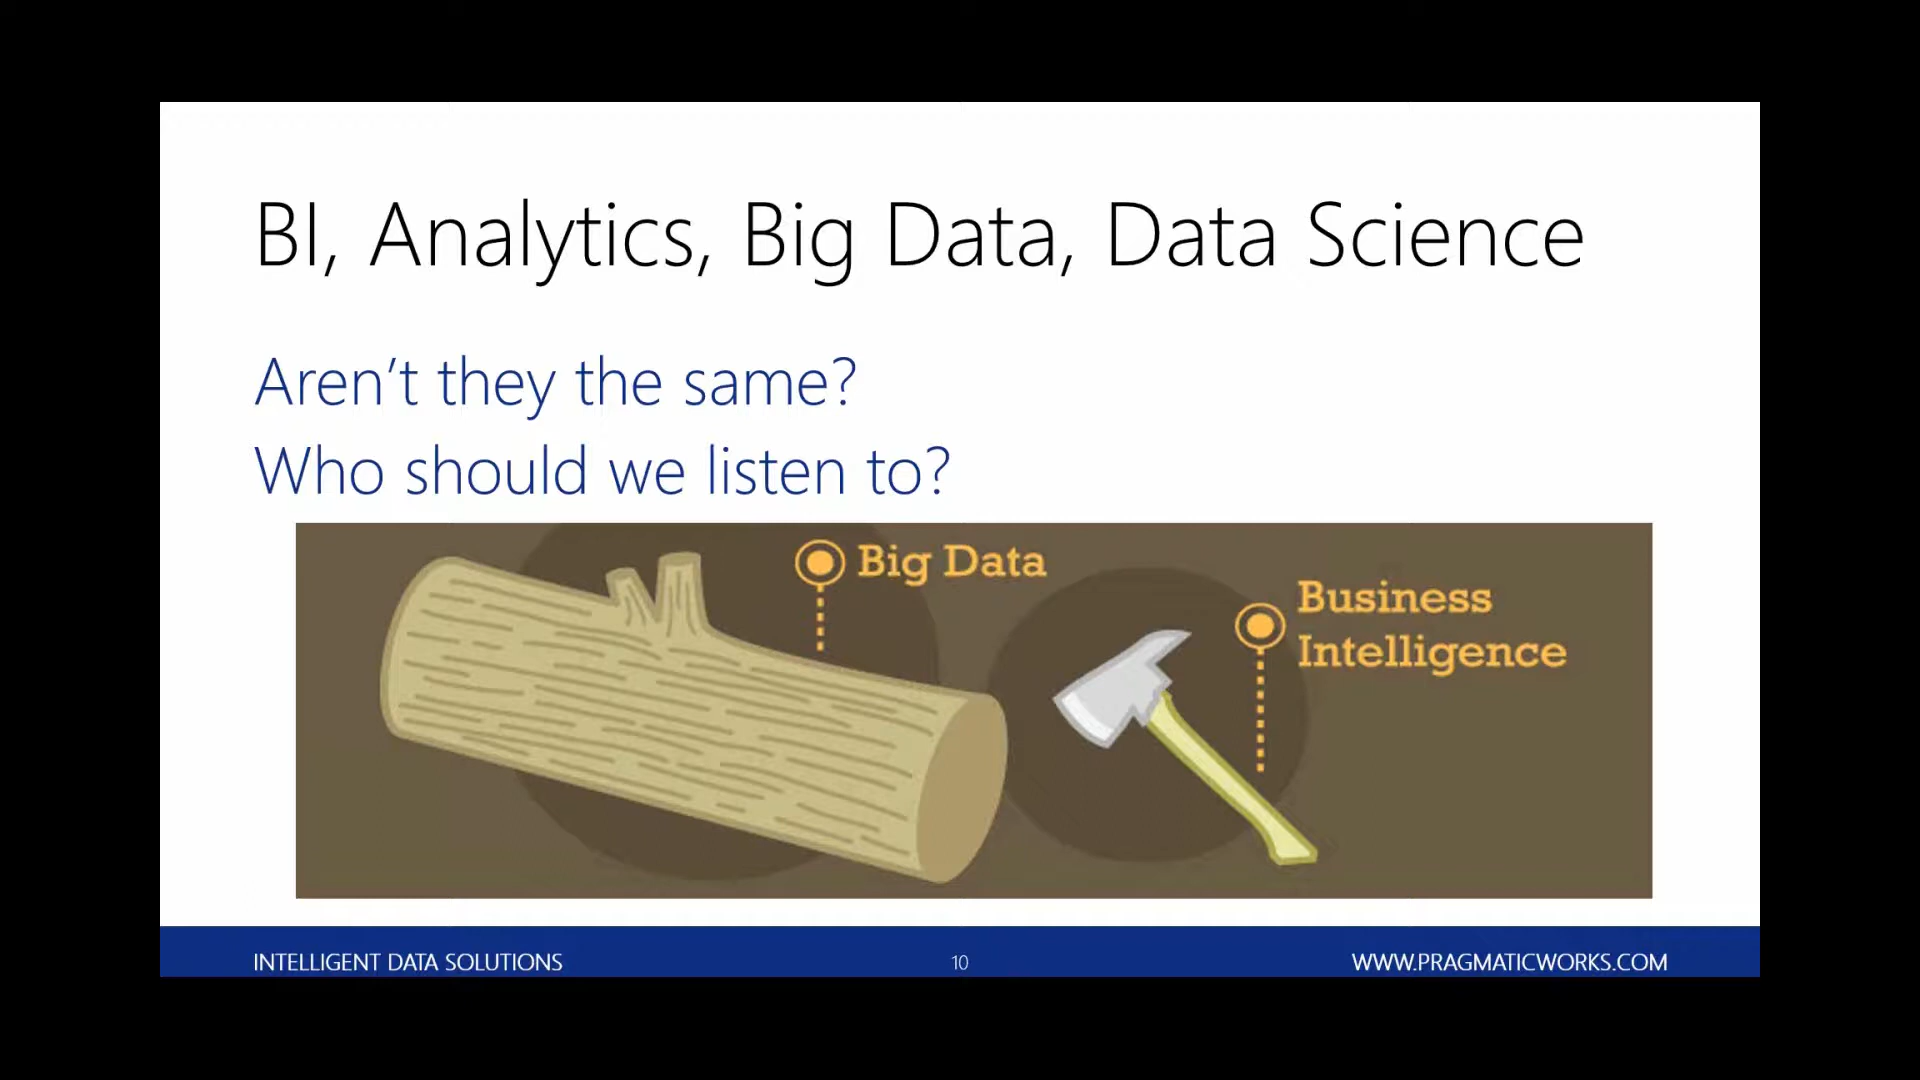 BI, Analytics, Big Data, Data Science
Aren’t they the same?
Who should we listen to?
Big Data
Business
Intelligence
INTELLIGENT DATA SOLUTIONS
10
WWW.PRAGMATICWORKS.COM